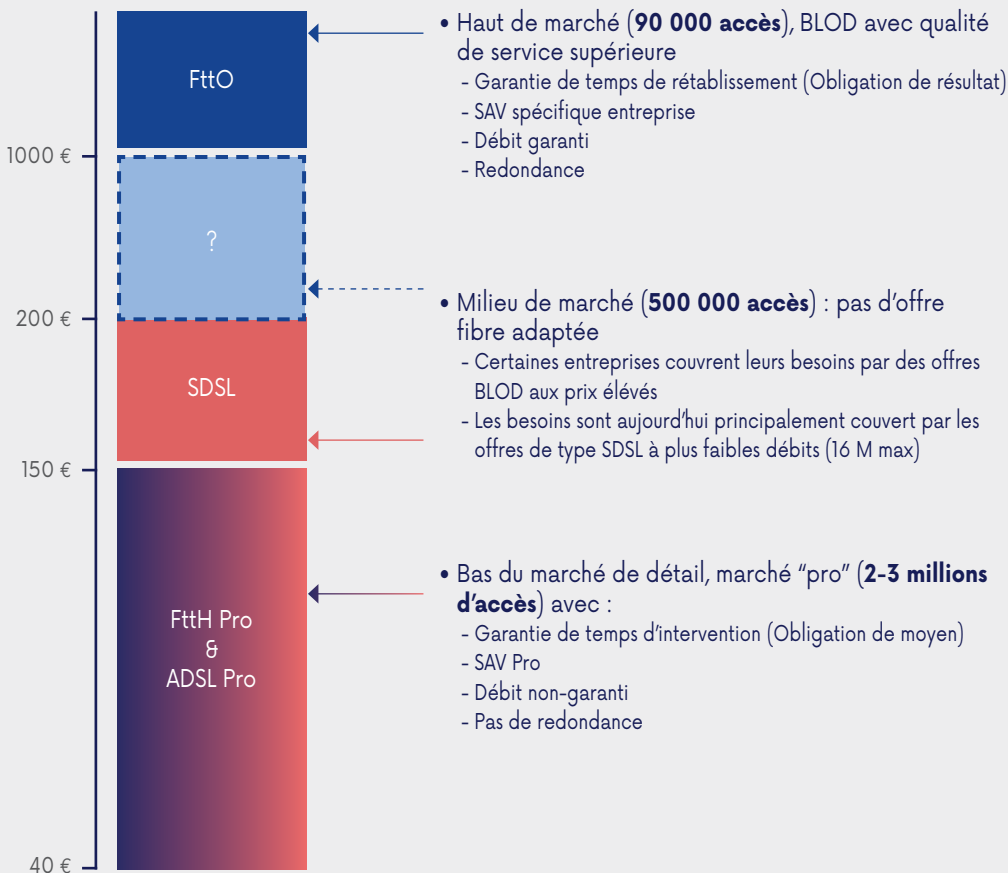 FttO
1000 €
?
200 €
SDSL
150 €
FttH Pro
&
ADSL Pro
40 €
• Haut de marché (90 000 accès), BLOD avec qualité
de service supérieure
- Garantie de temps de rétablissement (Obligation de résultat)
- SAV spécifique entreprise
- Débit garanti
- Redondance
• Milieu de marché (500 000 accès) : pas d'offre
fibre adaptée
- Certaines entreprises couvrent leurs besoins par des offres
BLOD aux prix élévés
- Les besoins sont aujourd'hui principalement couvert par les
offres de type SDSL à plus faibles débits (16 M max)
• Bas du marché de détail, marché “pro” (2-3 millions
d'accès) avec :
- Garantie de temps d'intervention (Obligation de moyen)
- SAV Pro
- Débit non-garanti
- Pas de redondance